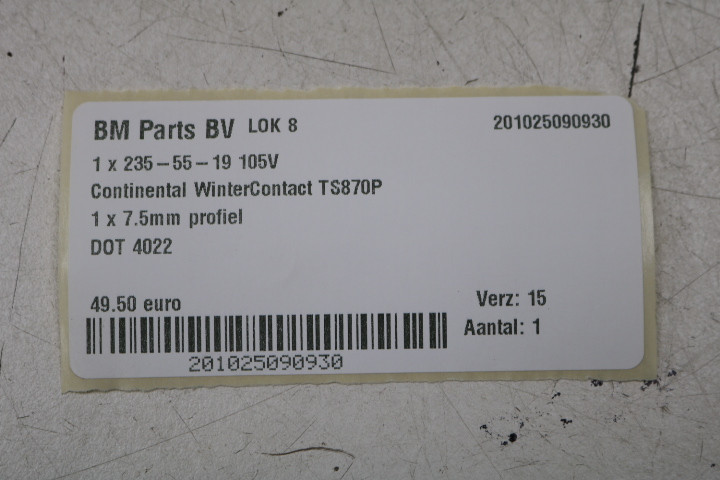 BM Parts BV LOK 8 201025090930
1 x 235-55-19 105V
Continental WinterContact TS870P
1 x 7.5mm profiel
DOT 4022
49.50 euro Verz: 15
Aantal: 1
201025090930